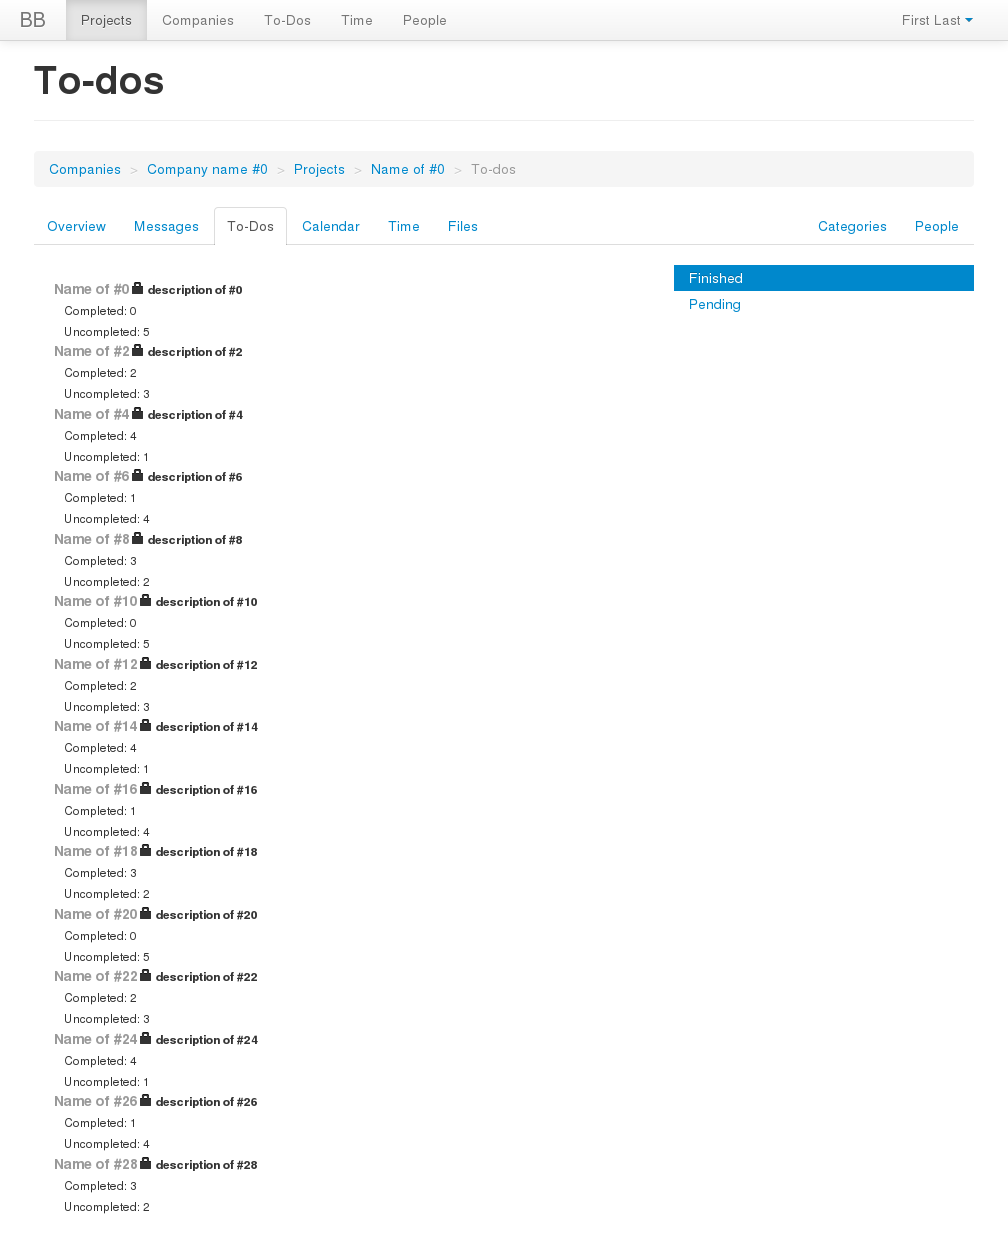 BB Projects Companies To-Dos Time People First Last
To-dos
Companies > Company name #0 > Projects > Name of #0 > To-dos
Overview Messages To-Dos Calendar Time Files Categories People
Finished
Pending
Name of #0 description of #0
Completed: 0
Uncompleted: 5
Name of #2 description of #2
Completed: 2
Uncompleted: 3
Name of #4 description of #4
Completed: 4
Uncompleted: 1
Name of #6 description of #6
Completed: 1
Uncompleted: 4
Name of #8 description of #8
Completed: 3
Uncompleted: 2
Name of #10 description of #10
Completed: 0
Uncompleted: 5
Name of #12 description of #12
Completed: 2
Uncompleted: 3
Name of #14 description of #14
Completed: 4
Uncompleted: 1
Name of #16 description of #16
Completed: 1
Uncompleted: 4
Name of #18 description of #18
Completed: 3
Uncompleted: 2
Name of #20 description of #20
Completed: 0
Uncompleted: 5
Name of #22 description of #22
Completed: 2
Uncompleted: 3
Name of #24 description of #24
Completed: 4
Uncompleted: 1
Name of #26 description of #26
Completed: 1
Uncompleted: 4
Name of #28 description of #28
Completed: 3
Uncompleted: 2